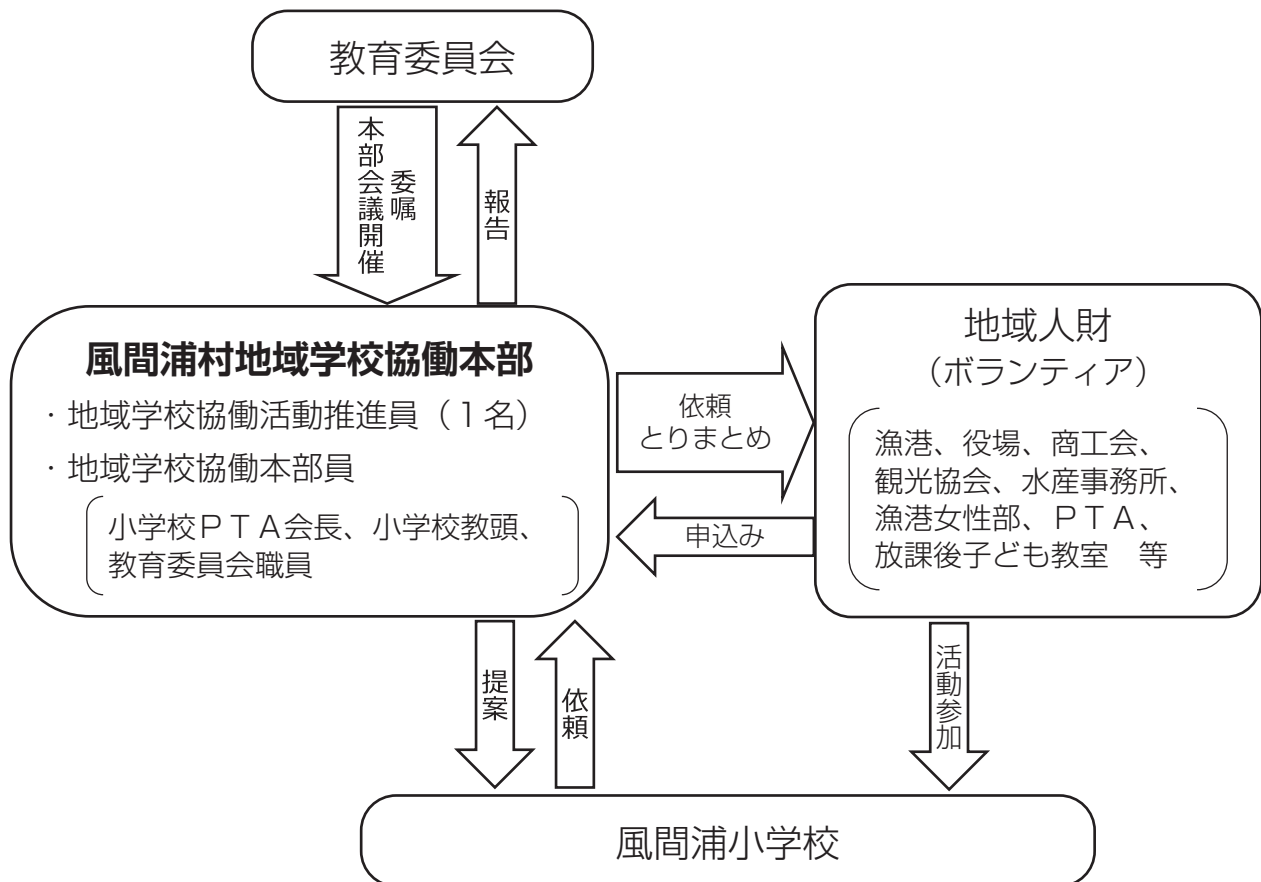 教育委員会
本部会議開催
委嘱
報告
風間浦村地域学校協働本部
・地域学校協働活動推進員（１名）
・地域学校協働本部員
小学校ＰＴＡ会長、小学校教頭、
教育委員会職員
依頼
とりまとめ
申込み
地域人財
（ボランティア）
漁港、役場、商工会、
観光協会、水産事務所、
漁港女性部、ＰＴＡ、
放課後子ども教室　等
提案
依頼
活動参加
風間浦小学校